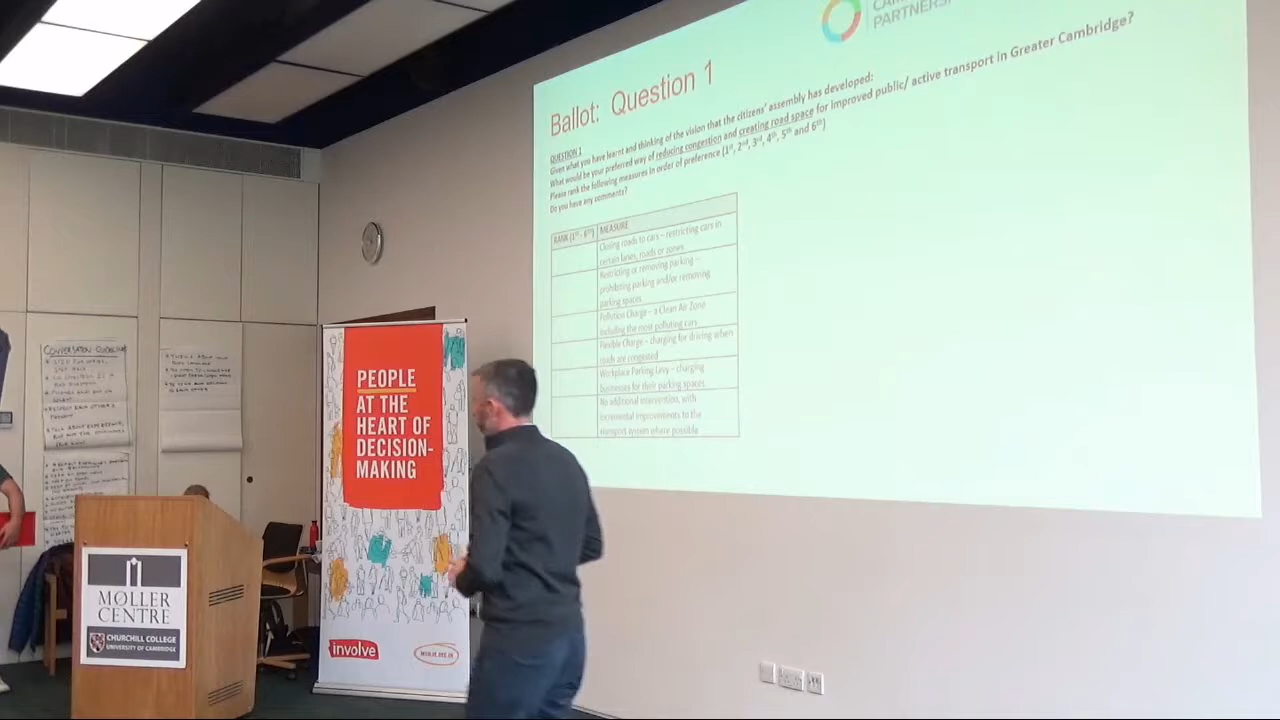 PARTNERS
Ballot: Question 1
QUESTION 1
Given what you have learnt and thinking of the vision that the citizens' assembly has developed:
What would be your preferred way of reducing congestion and creating road space for improved public/ active transport in Greater Cambridge?
Please rank the following measures in order of preference (1st, 2nd, 3rd, 4th, 5th and 6th)
Do you have any comments?
RANK (1st - 6th) MEASURE
Closing roads to cars – restricting cars in
certain lanes, roads or zones
Restricting or removing parking –
prohibiting parking and/or removing
parking spaces
Pollution Charge – a Clean Air Zone
including the most polluting cars
Flexible Charge – charging for driving when
roads are congested
Workplace Parking Levy – charging
businesses for their parking spaces
No additional intervention, with
incremental improvements to the
transport system where possible
CONVERSATION GUIDELINES
PEOPLE
AT THE
HEART OF
DECISION-
MAKING
involve
INVOLVE.ORG.UK
MØLLER
CENTRE
CHURCHILL COLLEGE
UNIVERSITY OF CAMBRIDGE